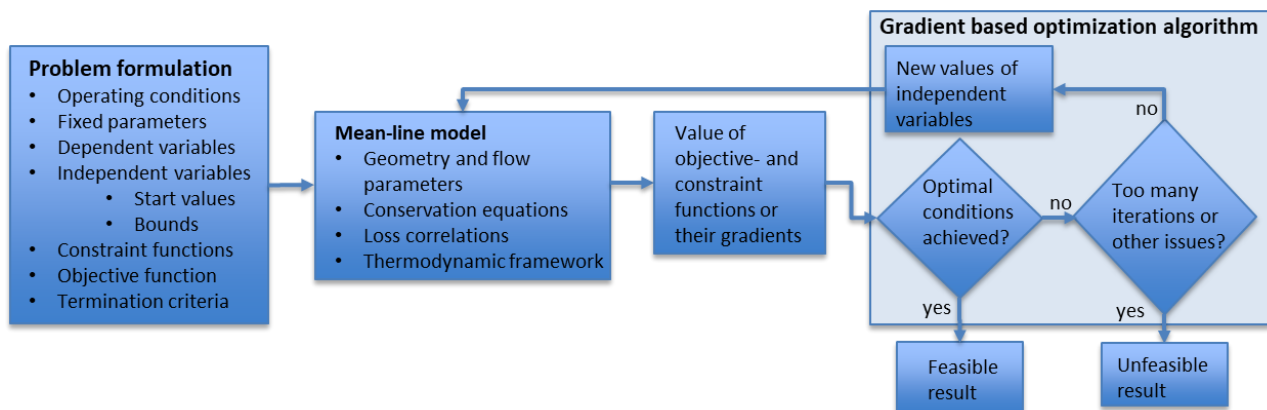 Problem formulation
• Operating conditions
• Fixed parameters
• Dependent variables
• Independent variables
• Start values
• Bounds
• Constraint functions
• Objective function
• Termination criteria
Mean-line model
• Geometry and flow
parameters
• Conservation equations
• Loss correlations
• Thermodynamic framework
Value of
objective- and
constraint
functions or
their gradients
Gradient based optimization algorithm
New values of
independent
variables
no
Optimal
conditions
achieved?
no
Too many
iterations or
other issues?
yes
yes
Feasible
result
Unfeasible
result